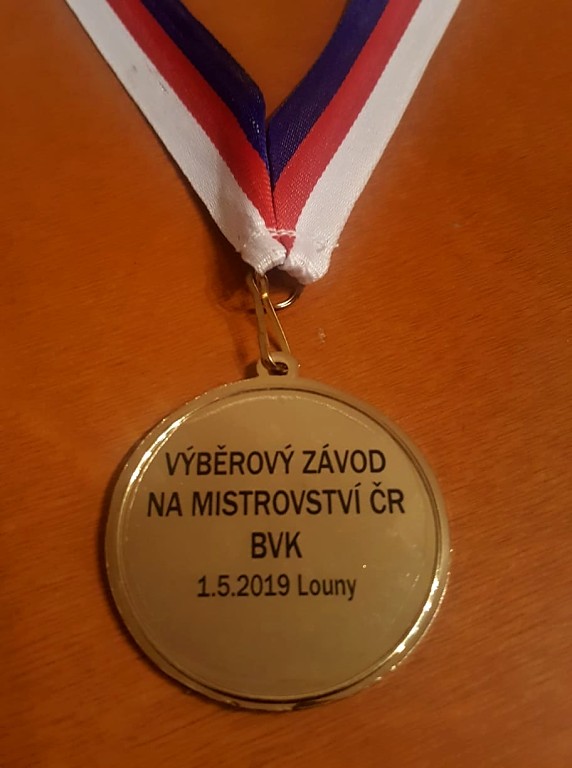 VÝBĚROVÝ ZÁVOD
NA MISTROVSTVÍ ČR
BVK
1.5.2019 Louny